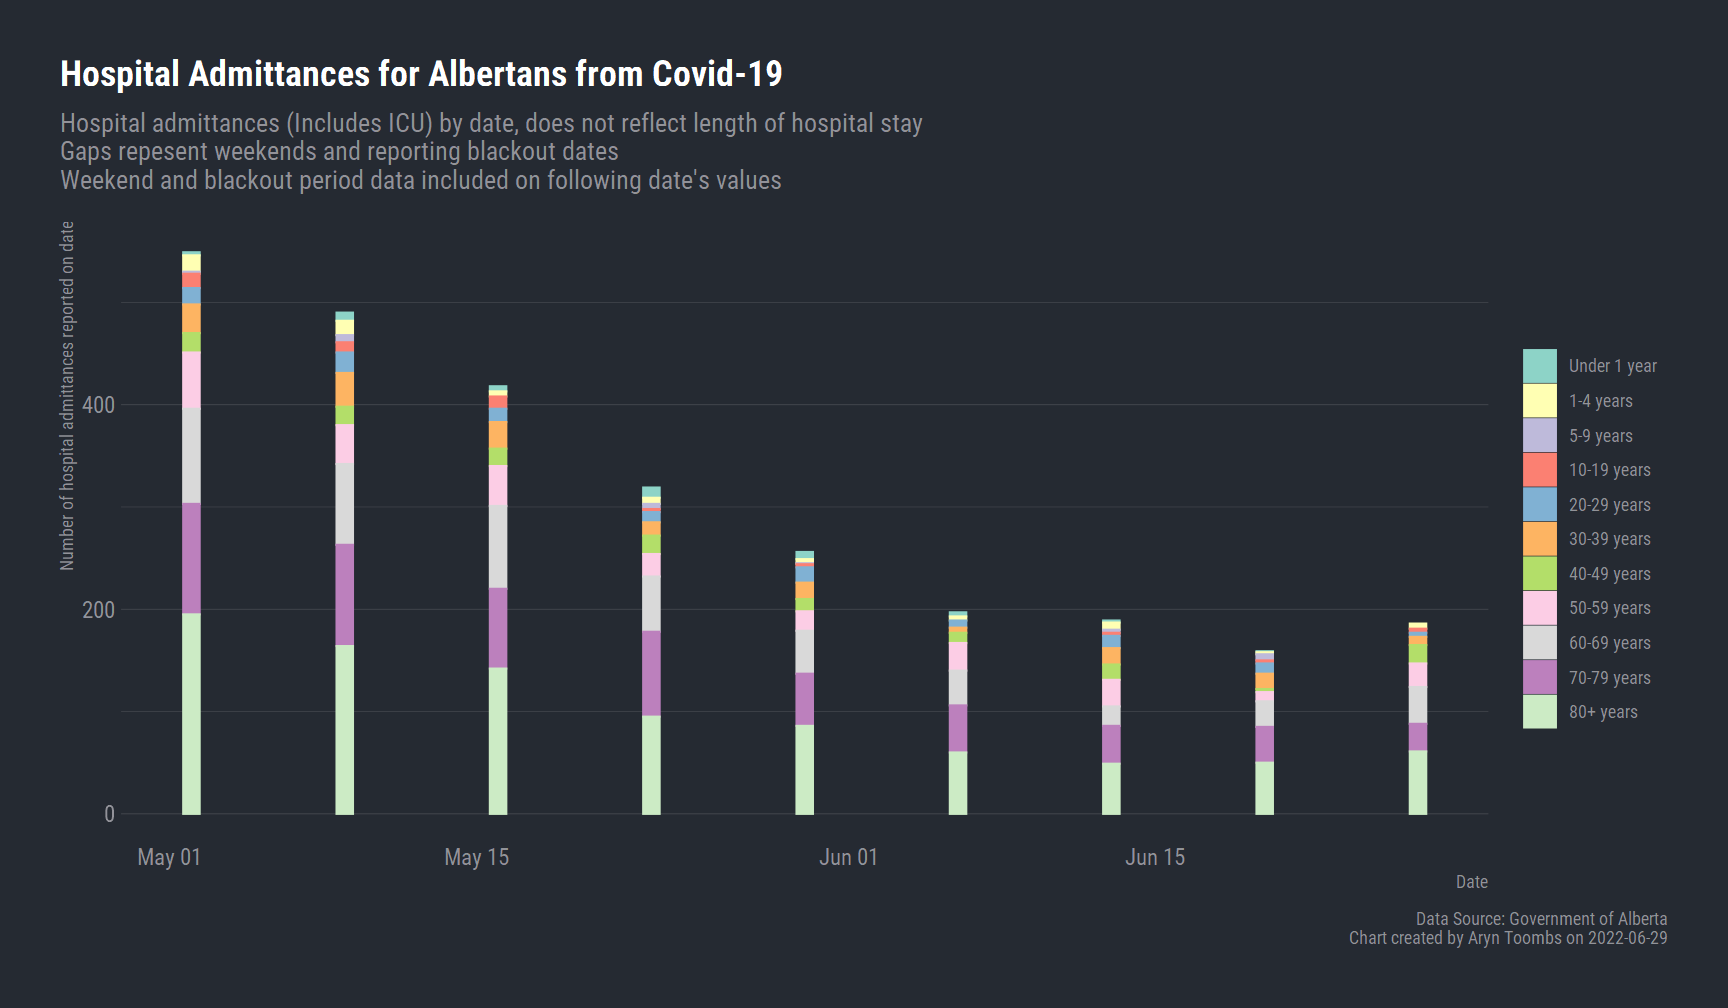 Hospital Admittances for Albertans from Covid-19
Hospital admittances (Includes ICU) by date, does not reflect length of hospital stay
Gaps repesent weekends and reporting blackout dates
Weekend and blackout period data included on following date's values
Number of hospital admittances reported on date
400
200
0
May 01
May 15
Jun 01
Jun 15
Date
Under 1 year
1-4 years
5-9 years
10-19 years
20-29 years
30-39 years
40-49 years
50-59 years
60-69 years
70-79 years
80+ years
Data Source: Government of Alberta
Chart created by Aryn Toombs on 2022-06-29